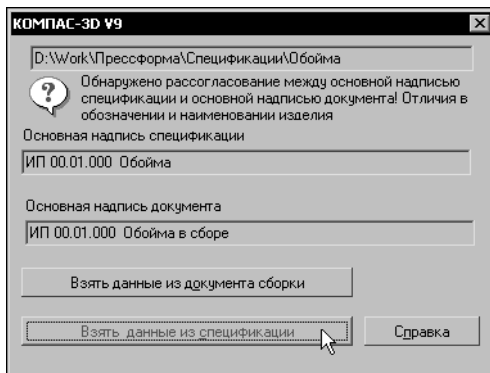 КОМПАС-3D V9
D:\Work\Прессформа\Спецификации\Обойма
Обнаружено рассогласование между основной надписью
спецификации и основной надписью документа! Отличия в
обозначении и наименовании изделия
Основная надпись спецификации
ИП 00.01.000 Обойма
Основная надпись документа
ИП 00.01.000 Обойма в сборе
Взять данные из документа сборки
Взять данные из спецификации
Справка